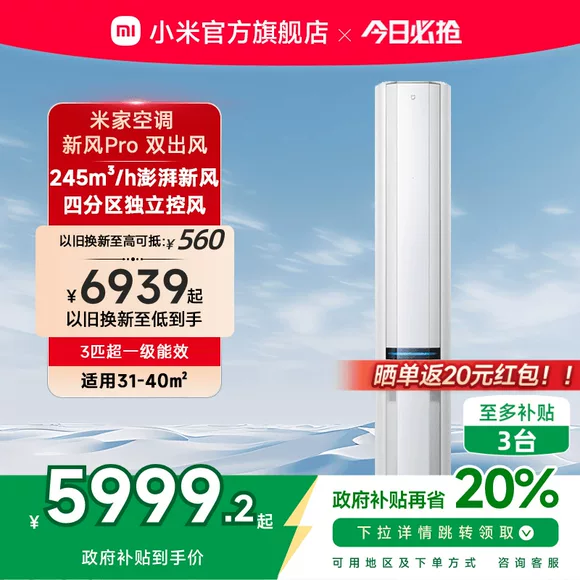 小米官方旗舰店 × 今日必抢
米家空调
新风Pro 双出风
245m³/h澎湃新风
四分区独立控风
以旧换新至高可抵:¥560
¥6939起
以旧换新至低到手
3匹超一级能效
适用31-40m²
晒单返20元红包！！
至多补贴
3台
¥5999.2起
政府补贴到手价
政府补贴再省20%
下拉详情跳转领取
可用地区及下单方式 咨询客服